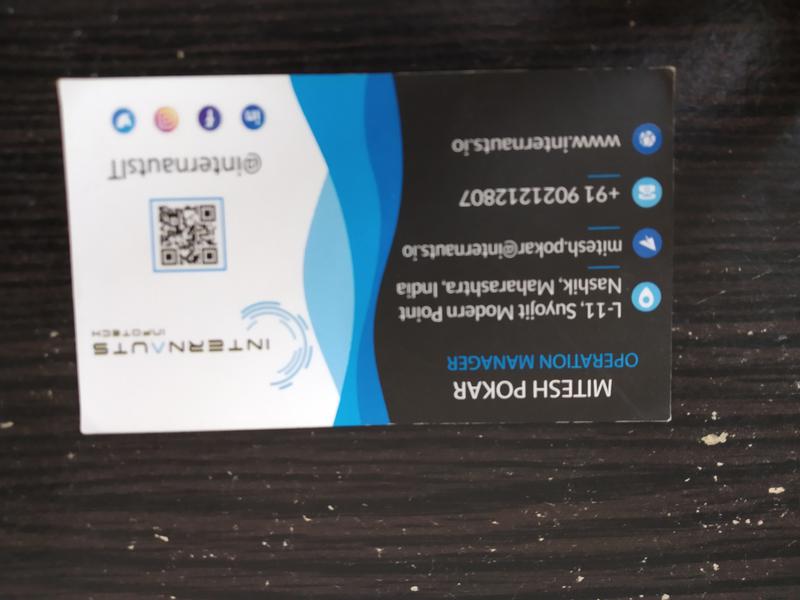 MITESH POKAR
OPERATION MANAGER
L-11, Suyojit Modern Point
Nashik, Maharashtra, India
mitesh.pokar@internauts.io
+91 9021212807
www.internauts.io
INTERNAUTS
INFOTECH
@internautsIT